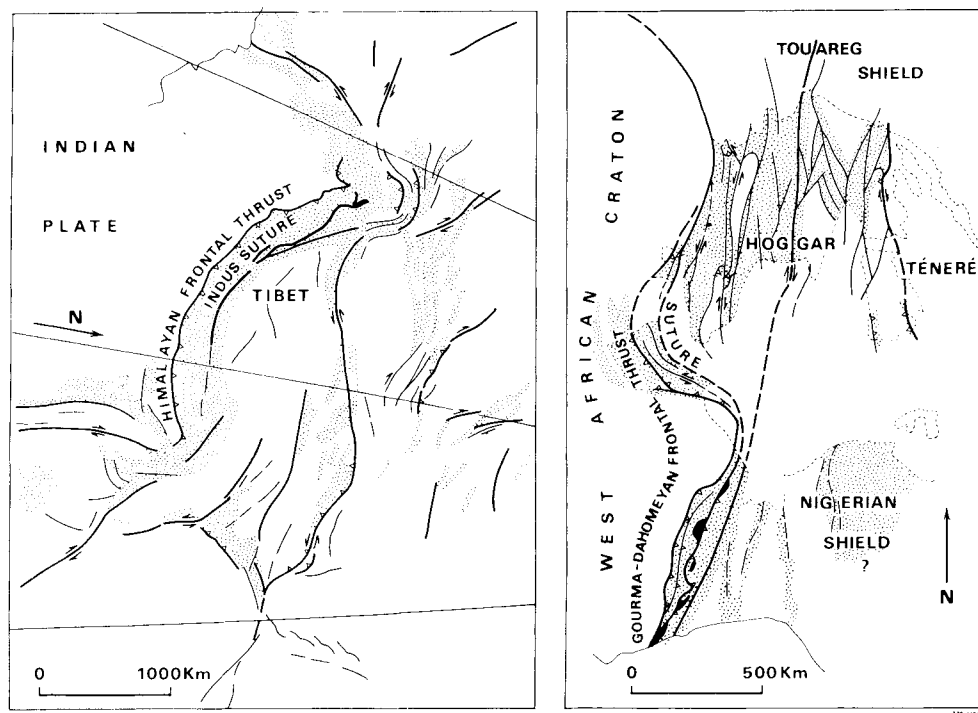 INDIAN
PLATE
HIMALAYAN FRONTAL THRUST
INDUS SUTURE
TIBET
N
0 1000Km
TOUAREG
SHIELD
WEST AFRICAN CRATON
HOGGAR
TÉNERÉ
SUTURE
GOURMA-DAHOMEYAN FRONTAL THRUST
NIGERIAN
SHIELD
?
N
0 500Km